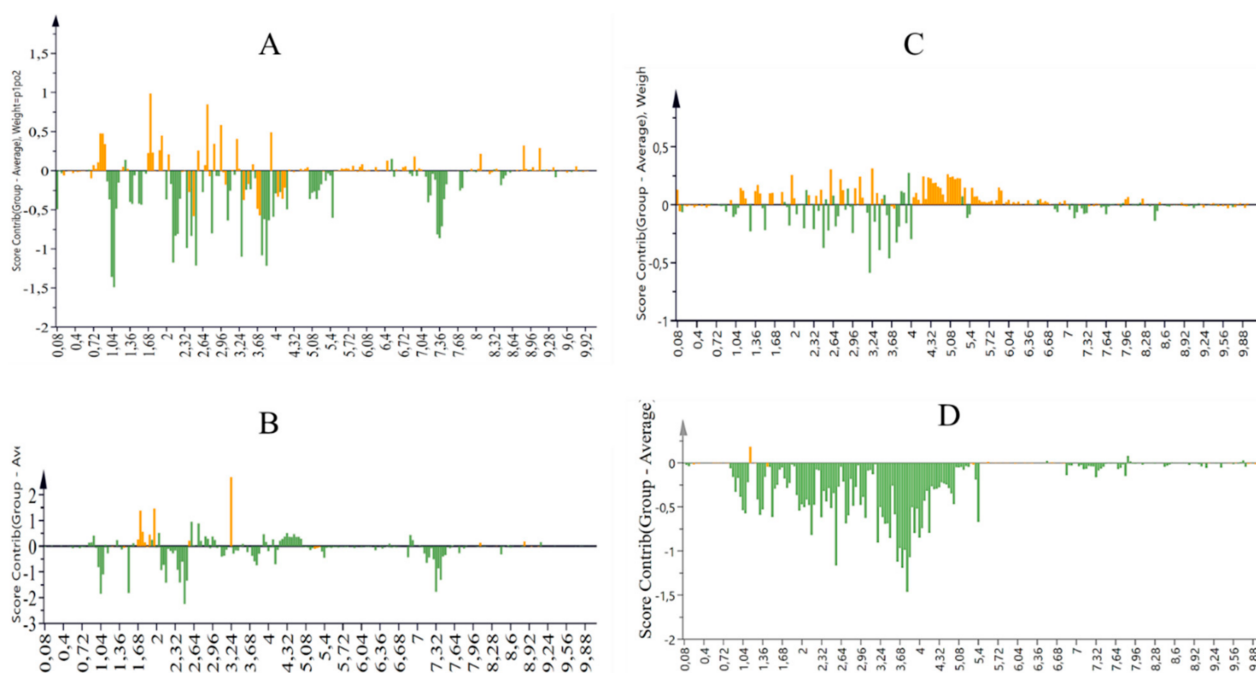 A
Score Contrib(Group - Average), Weight=p1po2
1,5
1
0,5
0
-0,5
-1
-1,5
-2
0,08 0,4 0,72 1,04 1,36 1,68 2 2,32 2,64 2,96 3,24 3,68 4 4,32 5,08 5,4 5,72 6,08 6,4 6,72 7,04 7,36 7,68 8 8,32 8,64 8,96 9,28 9,6 9,92
C
Score Contrib(Group - Average), Weigh
0,5
0
-0,5
-1
0,08 0,4 0,72 1,04 1,36 1,68 2 2,32 2,64 2,96 3,24 3,68 4 4,32 5,08 5,4 5,72 6,04 6,36 6,68 7 7,32 7,64 7,96 8,28 8,6 8,92 9,24 9,56 9,88
B
Score Contrib(Group - Ave
2
1
0
-1
-2
-3
0,08 0,4 0,72 1,04 1,36 1,68 2 2,32 2,64 2,96 3,24 3,68 4 4,32 5,08 5,4 5,72 6,04 6,36 6,68 7 7,32 7,64 7,96 8,28 8,6 8,92 9,24 9,56 9,88
D
Score Contrib(Group - Average)
0
-0,5
-1
-1,5
-2
0,08 0,4 0,72 1,04 1,36 1,68 2 2,32 2,64 2,96 3,24 3,68 4 4,32 5,08 5,4 5,72 6,04 6,36 6,68 7 7,32 7,64 7,96 8,28 8,6 8,92 9,24 9,56 9,88